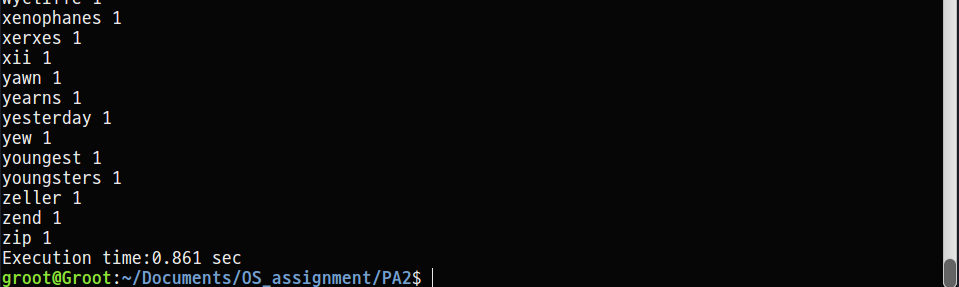 xenophanes 1
xerxes 1
xii 1
yawn 1
yearns 1
yesterday 1
yew 1
youngest 1
youngsters 1
zeller 1
zend 1
zip 1
Execution time:0.861 sec
groot@Groot:~/Documents/OS_assignment/PA2$